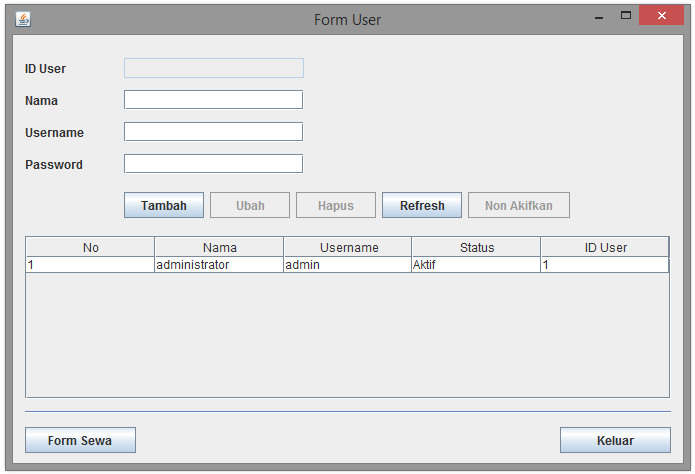 Form User
ID User
Nama
Username
Password
Tambah Ubah Hapus Refresh Non Akifkan
No Nama Username Status ID User
1 administrator admin Aktif 1
Form Sewa Keluar